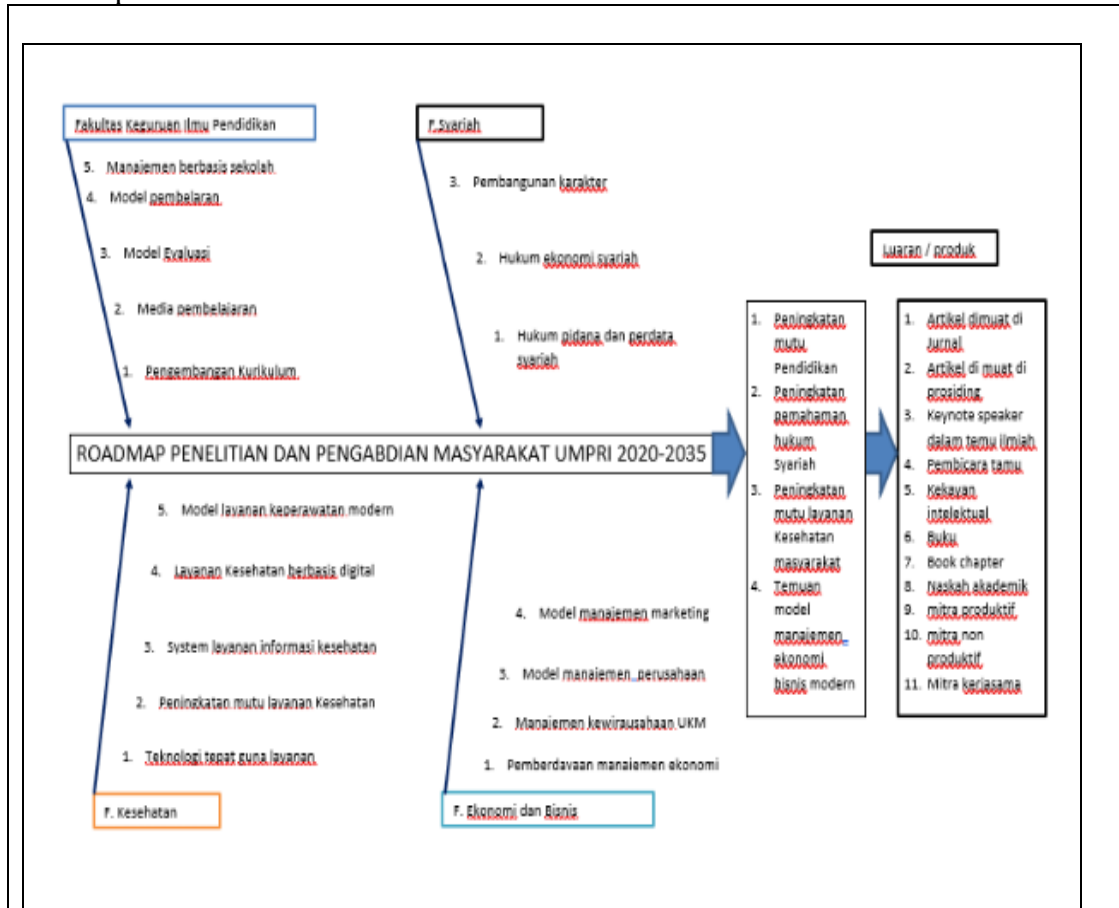 Fakultas Keguruan Ilmu Pendidikan
5. Manajemen berbasis sekolah
4. Model pembelaran
3. Model Evaluasi
2. Media pembelajaran
1. Pengembangan Kurikulum
F.Syariah
3. Pembangunan karakter
2. Hukum ekonomi syariah
1. Hukum pidana dan perdata
syariah
ROADMAP PENELITIAN DAN PENGABDIAN MASYARAKAT UMPRI 2020-2035
5. Model layanan keperawatan modern
4. Layanan Kesehatan berbasis digital
3. System layanan informasi kesehatan
2. Peningkatan mutu layanan Kesehatan
1. Teknologi tepat guna layanan
F. Kesehatan
4. Model manajemen marketing
3. Model manajemen perusahaan
2. Manajemen kewirausahaan UKM
1. Pemberdayaan manajemen ekonomi
F. Ekonomi dan Bisnis
1. Peningkatan
mutu
Pendidikan
2. Peningkatan
pemahaman
hukum
Syariah
3. Peningkatan
mutu layanan
Kesehatan
masyarakat
4. Temuan
model
manajemen
ekonomi
bisnis modern
Luaran / produk
1. Artikel dimuat di
Jurnal
2. Artikel di muat di
prosiding
3. Keynote speaker
dalam temu ilmiah
4. Pembicara tamu
5. Kekayan
intelektual
6. Buku
7. Book chapter
8. Naskah akademik
9. mitra produktif
10. mitra non
produktif
11. Mitra kerjasama